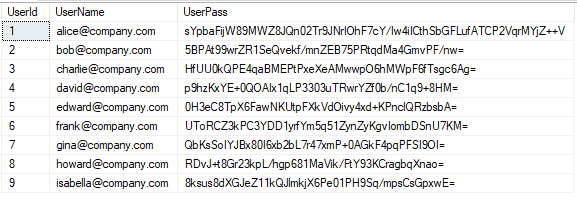 UserId UserName UserPass
1 alice@company.com sYpbaFijW89MWZ8JQn02Tr9JNrlOhF7cY/lw4ilCthSbGFLufATCP2VqrMYjZ++V
2 bob@company.com 5BPAt99wrZR1SeQvekf/mnZEB75PRtqdMa4GmvPF/nw=
3 charlie@company.com HfUU0kQPE4qaBMEPtPxeXeAMwwpO6hMWpF6fTsgc6Ag=
4 david@company.com p9hzKxYE+0QOAlx1qLP3303uTRwrYZf0b/nC1q9+8HM=
5 edward@company.com 0H3eC8TpX6FawNKUtpFXkVdOivy4xd+KPnclQRzbsbA=
6 frank@company.com UToRCZ3kPC3YDD1yrfYm5q51ZynZyKgvlombDSnU7KM=
7 gina@company.com QbKsSolYJBx80I6xb2bL7r47xmP+0AGkF4pqPFSI9OI=
8 howard@company.com RDvJ+t8Gr23kpL/hgp681MaVik/FtY93KCragbqXnao=
9 isabella@company.com 8ksus8dXGJeZ11kQJlmkjX6Pe01PH9Sq/mpsCsGpxwE=